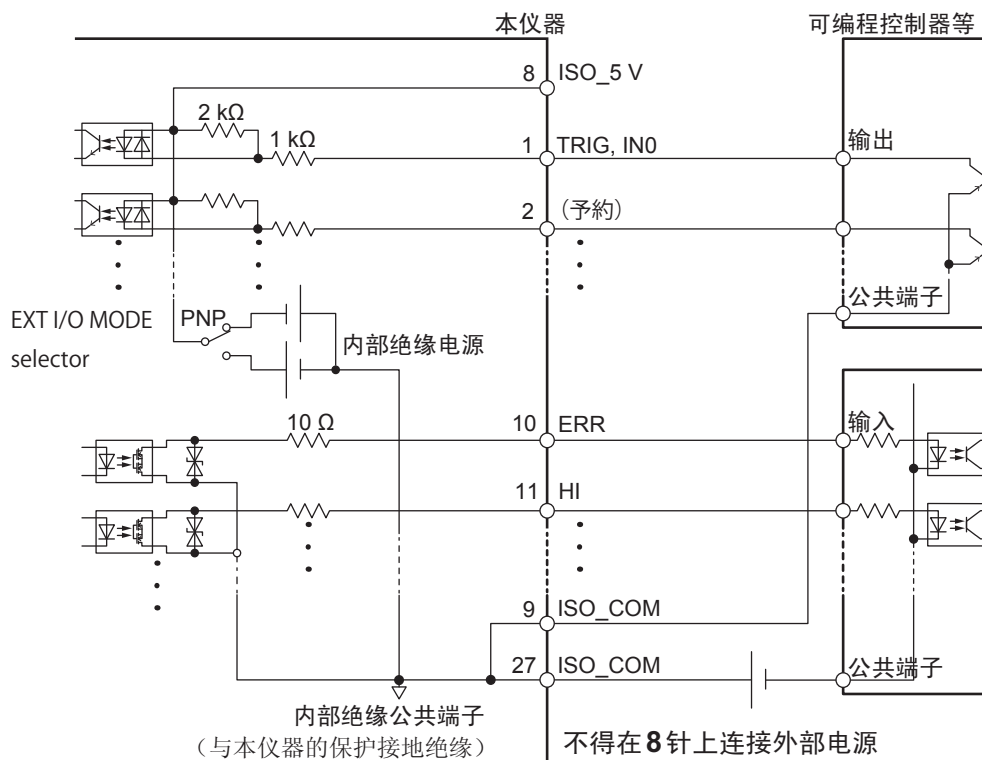 本仪器
可编程控制器等
8 ISO_5 V
2 kΩ
1 kΩ
1 TRIG, IN0
输出
2 (予約)
公共端子
EXT I/O MODE
selector
PNP
内部绝缘电源
10 Ω
10 ERR
输入
11 HI
9 ISO_COM
27 ISO_COM
公共端子
内部绝缘公共端子
（与本仪器的保护接地绝缘）
不得在8针上连接外部电源